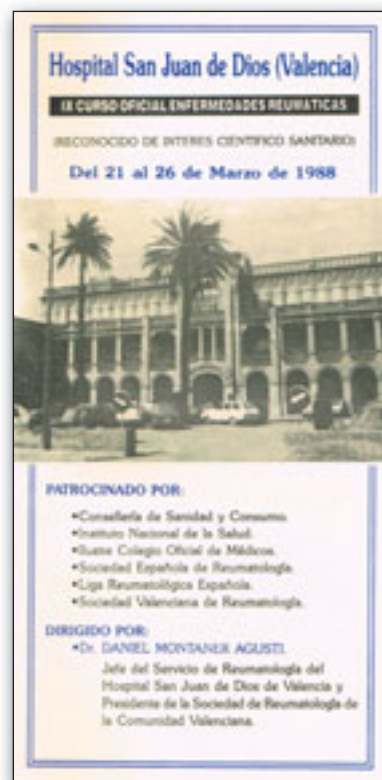 Hospital San Juan de Dios (Valencia)
IX CURSO OFICIAL ENFERMEDADES REUMATICAS
(RECONOCIDO DE INTERES CIENTIFICO SANITARIO)
Del 21 al 26 de Marzo de 1988
PATROCINADO POR:
•Conselleria de Sanidad y Consumo.
•Instituto Nacional de la Salud.
•Ilustre Colegio Oficial de Médicos.
•Sociedad Española de Reumatología.
•Liga Reumatológica Española.
•Sociedad Valenciana de Reumatología.
DIRIGIDO POR:
•Dr. DANIEL MONTANER AGUSTI.
Jefe del Servicio de Reumatología del
Hospital San Juan de Dios de Valencia y
Presidente de la Sociedad de Reumatología de
la Comunidad Valenciana.